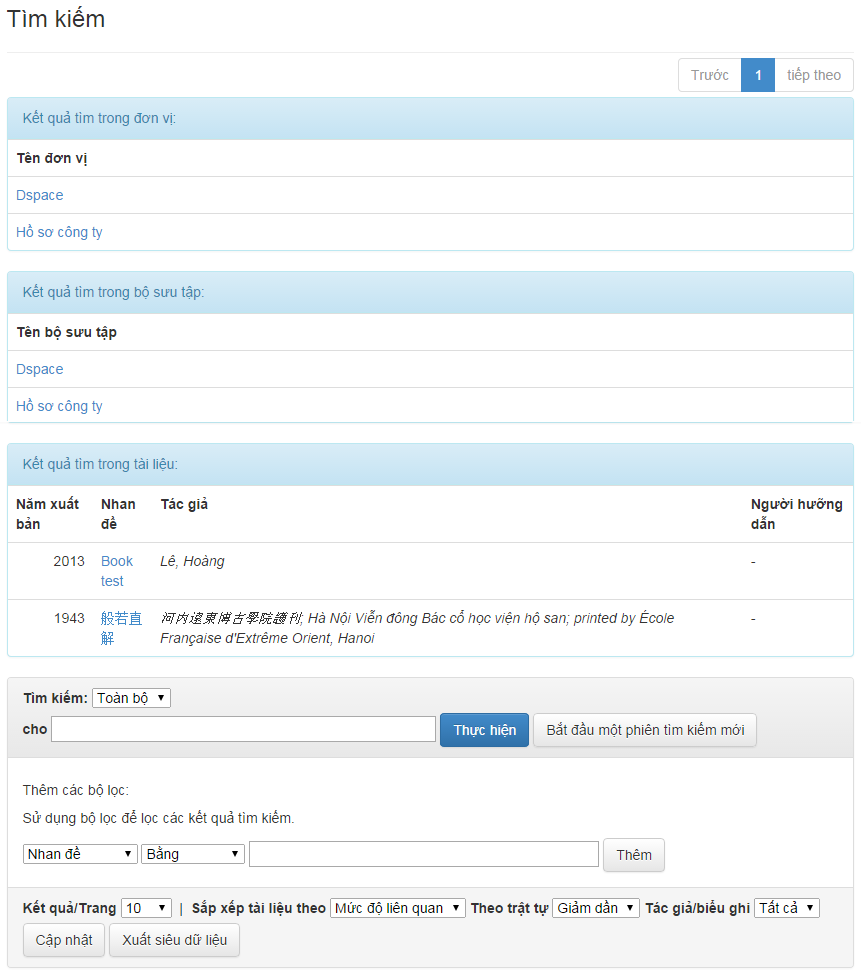 Tìm kiếm
Trước 1 tiếp theo
Kết quả tìm trong đơn vị:
Tên đơn vị
Dspace
Hồ sơ công ty
Kết quả tìm trong bộ sưu tập:
Tên bộ sưu tập
Dspace
Hồ sơ công ty
Kết quả tìm trong tài liệu:
Năm xuất bản Nhan đề Tác giả Người hưỡng dẫn
2013 Book test Lê, Hoàng -
1943 般若直解 河内遠東博古學院護刊; Hà Nội Viễn đông Bác cổ học viện hộ san; printed by École
Française d'Extrême Orient, Hanoi -
Tìm kiếm: Toàn bộ
cho Thực hiện Bắt đầu một phiên tìm kiếm mới
Thêm các bộ lọc:
Sử dụng bộ lọc để lọc các kết quả tìm kiếm.
Nhan đề Bằng Thêm
Kết quả/Trang 10 | Sắp xếp tài liệu theo Mức độ liên quan Theo trật tự Giảm dần Tác giả/biểu ghi Tất cả
Cập nhật Xuất siêu dữ liệu